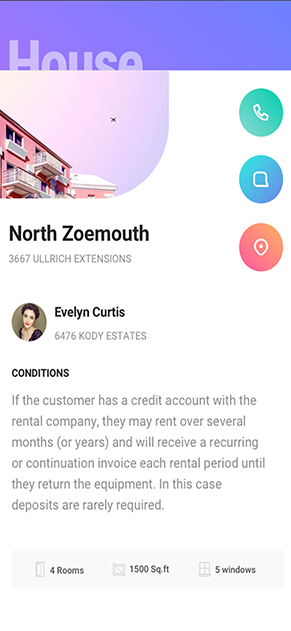 House
North Zoemouth
3667 ULLRICH EXTENSIONS
Evelyn Curtis
6476 KODY ESTATES
CONDITIONS
If the customer has a credit account with the
rental company, they may rent over several
months (or years) and will receive a recurring
or continuation invoice each rental period until
they return the equipment. In this case
deposits are rarely required.
4 Rooms
1500 Sq.ft
5 windows